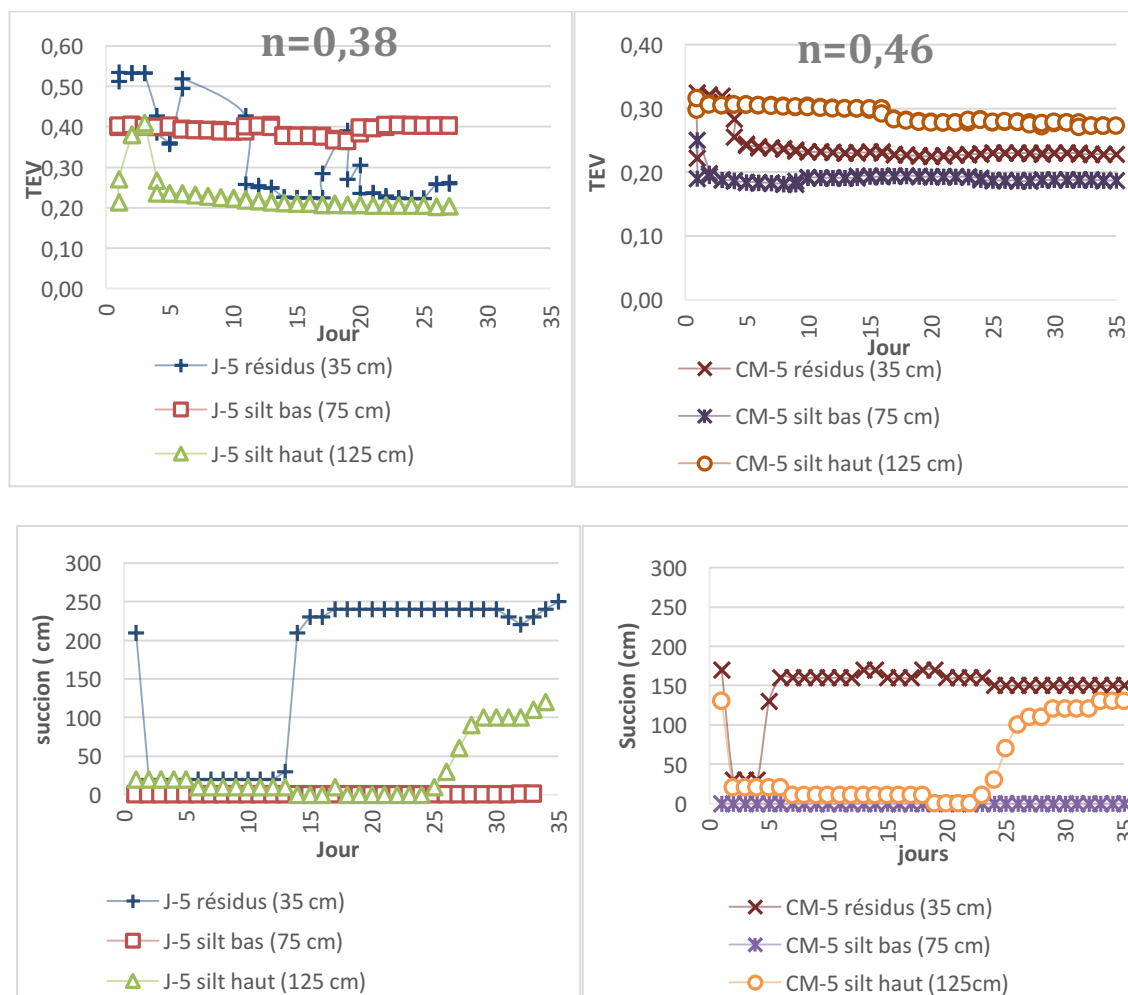 n=0,38
0,60
0,50
0,40
0,30
0,20
0,10
0,00
TEV
0 5 10 15 20 25 30 35
Jour
J-5 résidus (35 cm)
J-5 silt bas (75 cm)
J-5 silt haut (125 cm)
n=0,46
0,40
0,30
0,20
0,10
0,00
TEV
0 5 10 15 20 25 30 35
Jour
CM-5 résidus (35 cm)
CM-5 silt bas (75 cm)
CM-5 silt haut (125 cm)
300
250
200
150
100
50
0
succion ( cm)
0 5 10 15 20 25 30 35
Jour
J-5 résidus (35 cm)
J-5 silt bas (75 cm)
J-5 silt haut (125 cm)
300
250
200
150
100
50
0
Succion (cm)
0 5 10 15 20 25 30 35
jours
CM-5 résidus (35 cm)
CM-5 silt bas (75 cm)
CM-5 silt haut (125cm)